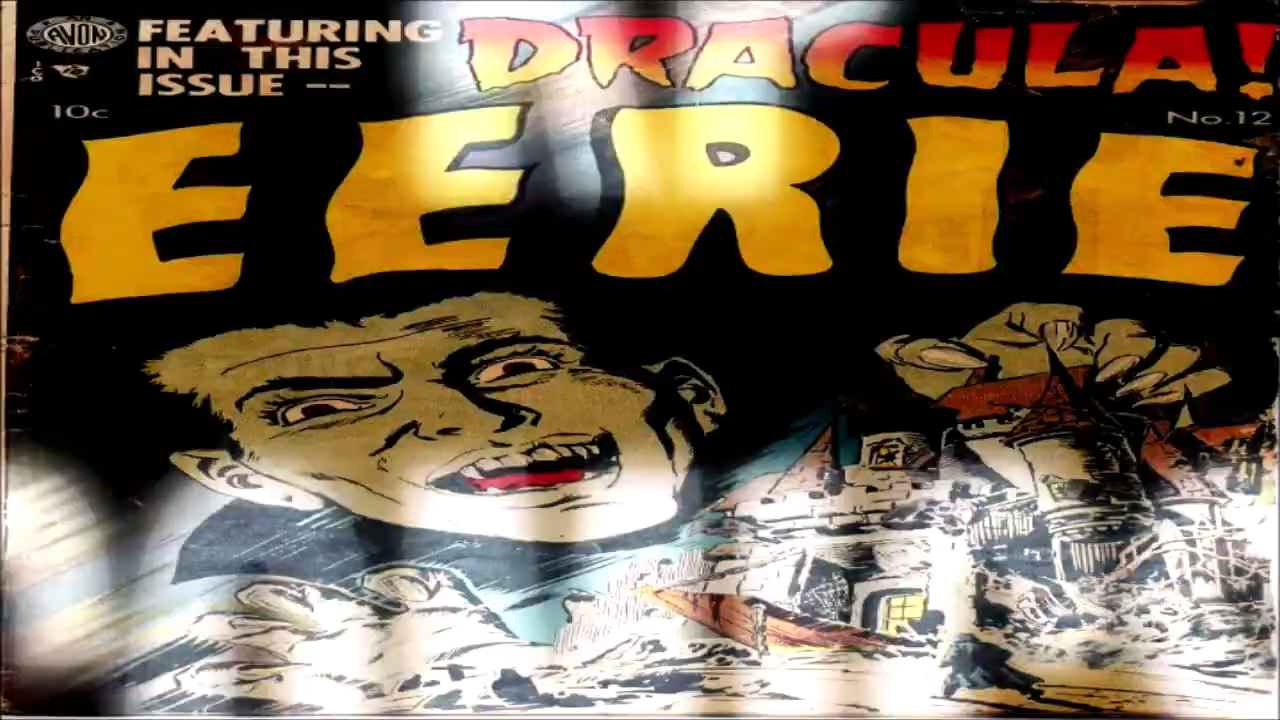 AVON
FEATURING
IN THIS
ISSUE --
DRACULA!
10c
No.12
EERIE